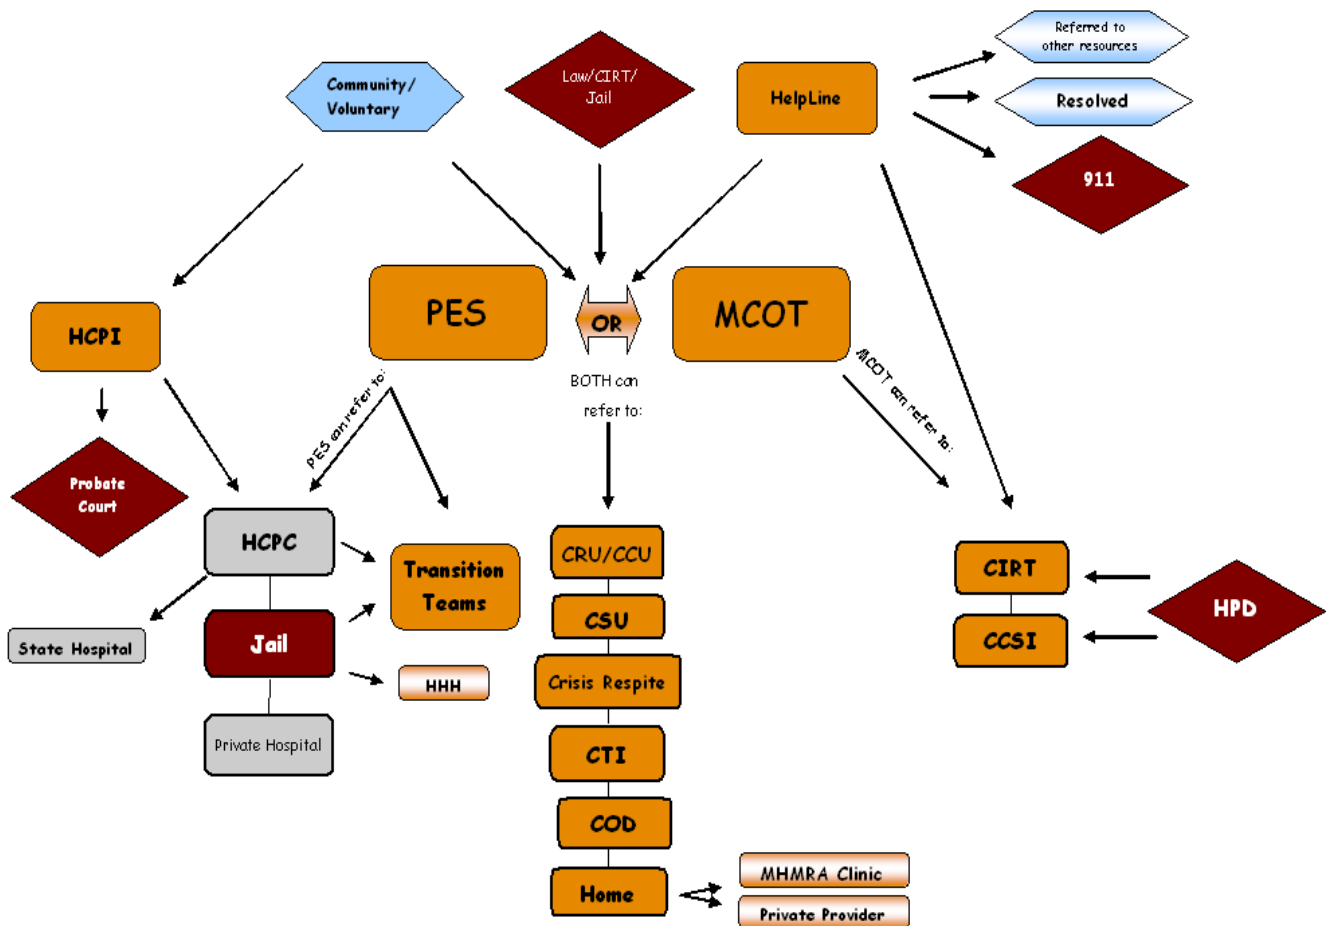 Referred to
other resources
Community/
Voluntary
Law/CIRT/
Jail
HelpLine
Resolved
911
PES
OR
MCOT
HCPI
BOTH can
refer to:
PES can refer to:
MCOT can refer to:
Probate
Court
HCPC
Transition
Teams
CRU/CCU
CIRT
HPD
State Hospital
Jail
CSU
CCSI
HHH
Crisis Respite
Private Hospital
CTI
COD
Home
MHMRA Clinic
Private Provider